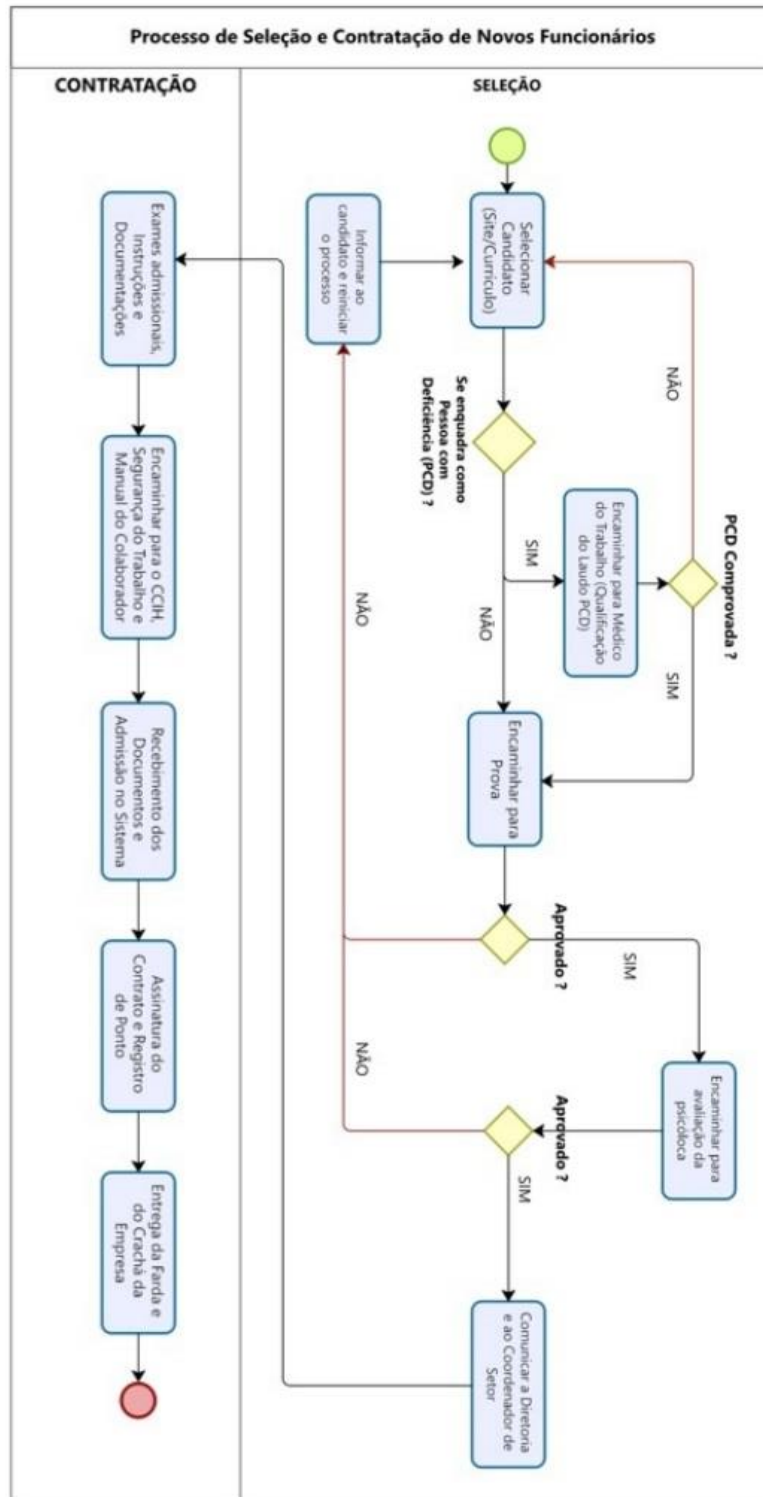 Processo de Seleção e Contratação de Novos Funcionários
CONTRATAÇÃO
SELEÇÃO
Selecionar
Candidato
(Site/Currículo)
Informar ao
candidato e reiniciar
o processo
Se enquadra como
Pessoa com
Deficiência (PCD) ?
SIM
NÃO
Encaminhar para Médico
do Trabalho (Qualificação
do Laudo PCD)
PCD Comprovada ?
NÃO
SIM
Encaminhar para
Prova
Aprovado ?
NÃO
SIM
Encaminhar para
avaliação da
psicóloca
Aprovado ?
NÃO
SIM
Comunicar a Diretoria
e ao Coordenador de
Setor
Exames admissionais,
Instruções e
Documentações
Encaminhar para o CCIH,
Segurança do Trabalho e
Manual do Colaborador
Recebimento dos
Documentos e
Admissão no Sistema
Assinatura do
Contrato e Registro
de Ponto
Entrega da Farda e
do Crachá da
Empresa